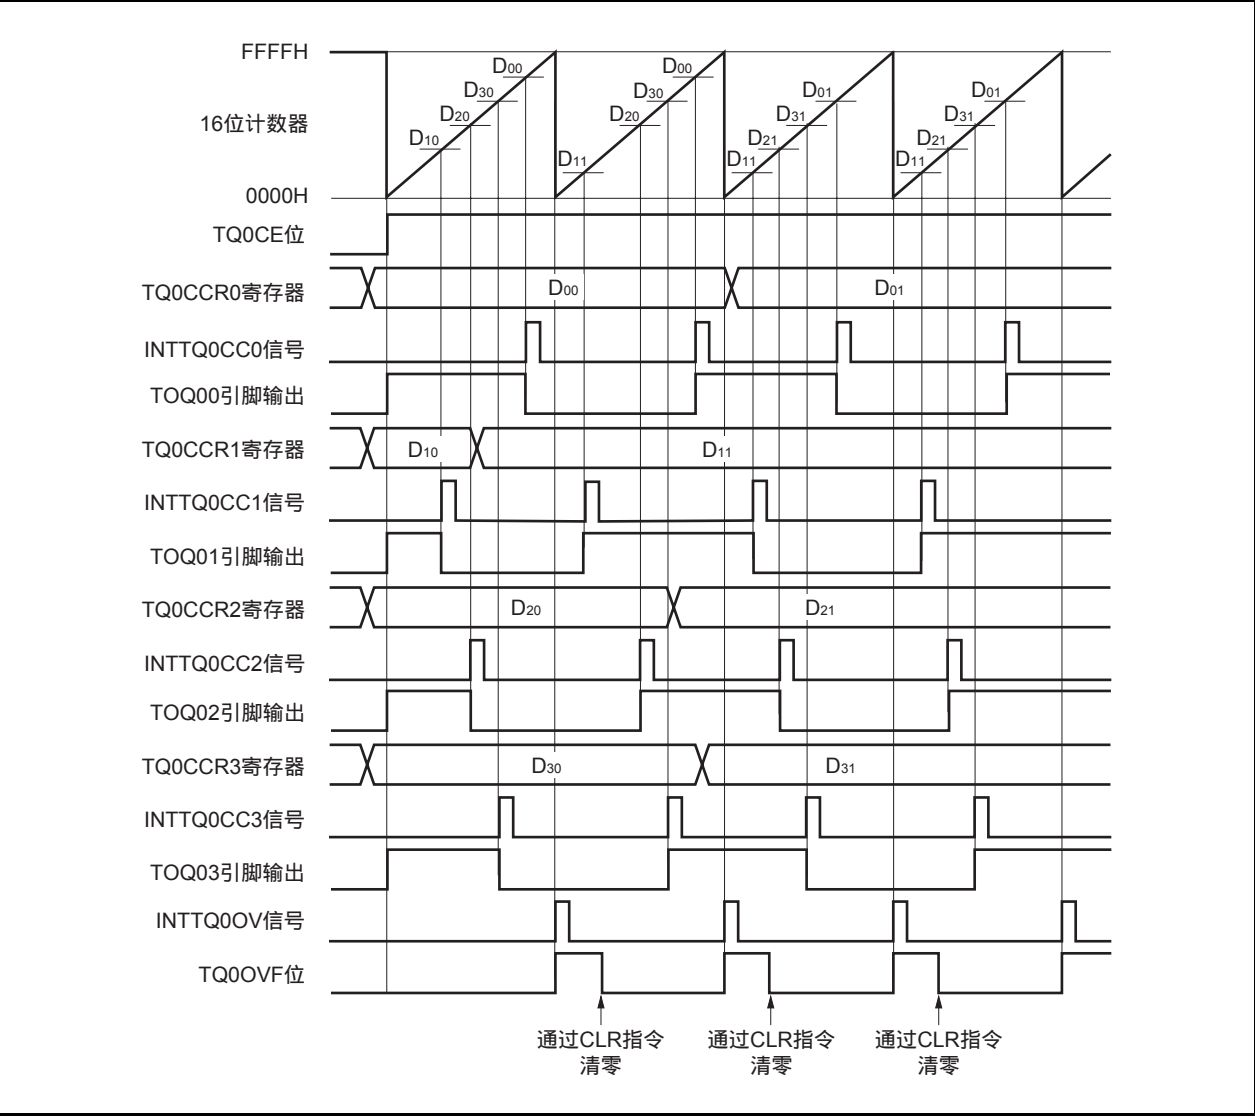 FFFFH
16位计数器
0000H
D10
D20
D30
D00
D11
D20
D30
D00
D11
D21
D31
D01
D11
D21
D31
D01
TQ0CE位
TQ0CCR0寄存器
D00
D01
INTTQ0CC0信号
TOQ00引脚输出
TQ0CCR1寄存器
D10
D11
INTTQ0CC1信号
TOQ01引脚输出
TQ0CCR2寄存器
D20
D21
INTTQ0CC2信号
TOQ02引脚输出
TQ0CCR3寄存器
D30
D31
INTTQ0CC3信号
TOQ03引脚输出
INTTQ0OV信号
TQ0OVF位
通过CLR指令
清零
通过CLR指令
清零
通过CLR指令
清零